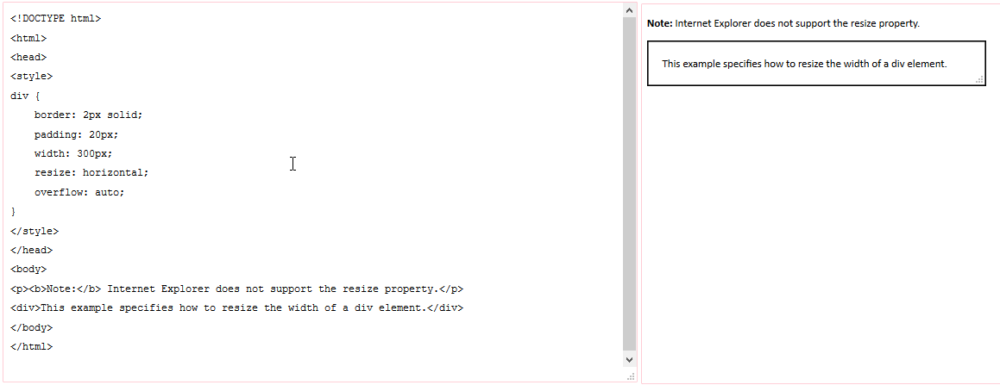 <!DOCTYPE html>
<html>
<head>
<style>
div {
    border: 2px solid;
    padding: 20px;
    width: 300px;
    resize: horizontal;
    overflow: auto;
}
</style>
</head>
<body>
<p><b>Note:</b> Internet Explorer does not support the resize property.</p>
<div>This example specifies how to resize the width of a div element.</div>
</body>
</html>
Note: Internet Explorer does not support the resize property.
This example specifies how to resize the width of a div element.